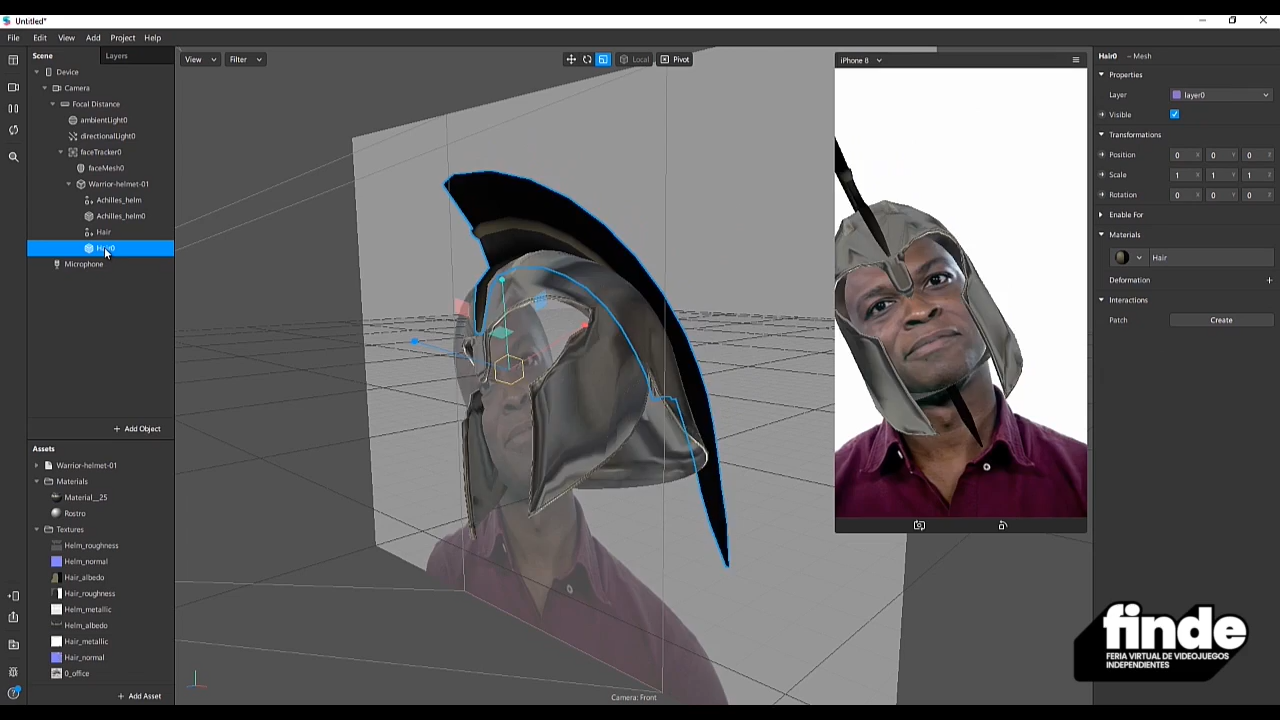 Untitled*
File Edit View Add Project Help
Scene Layers
Device
Camera
Focal Distance
ambientLight0
directionalLight0
faceTracker0
faceMesh0
Warrior-helmet-01
Achilles_helm
Achilles_helm0
Hair
Hair0
Microphone
+ Add Object
Assets
Warrior-helmet-01
Materials
Material__25
Rostro
Textures
Helm_roughness
Helm_normal
Hair_albedo
Hair_roughness
Helm_metallic
Helm_albedo
Hair_metallic
Hair_normal
0_office
+ Add Asset
View Filter Local Pivot
Camera: Front
iPhone 8
Hair0 – Mesh
Properties
Layer layer0
Visible
Transformations
Position 0 X 0 Y 0 Z
Scale 1 X 1 Y 1 Z
Rotation 0 X 0 Y 0 Z
Enable For
Materials
Hair
Deformation +
Interactions
Patch Create
finde
FERIA VIRTUAL DE VIDEOJUEGOS
INDEPENDIENTES